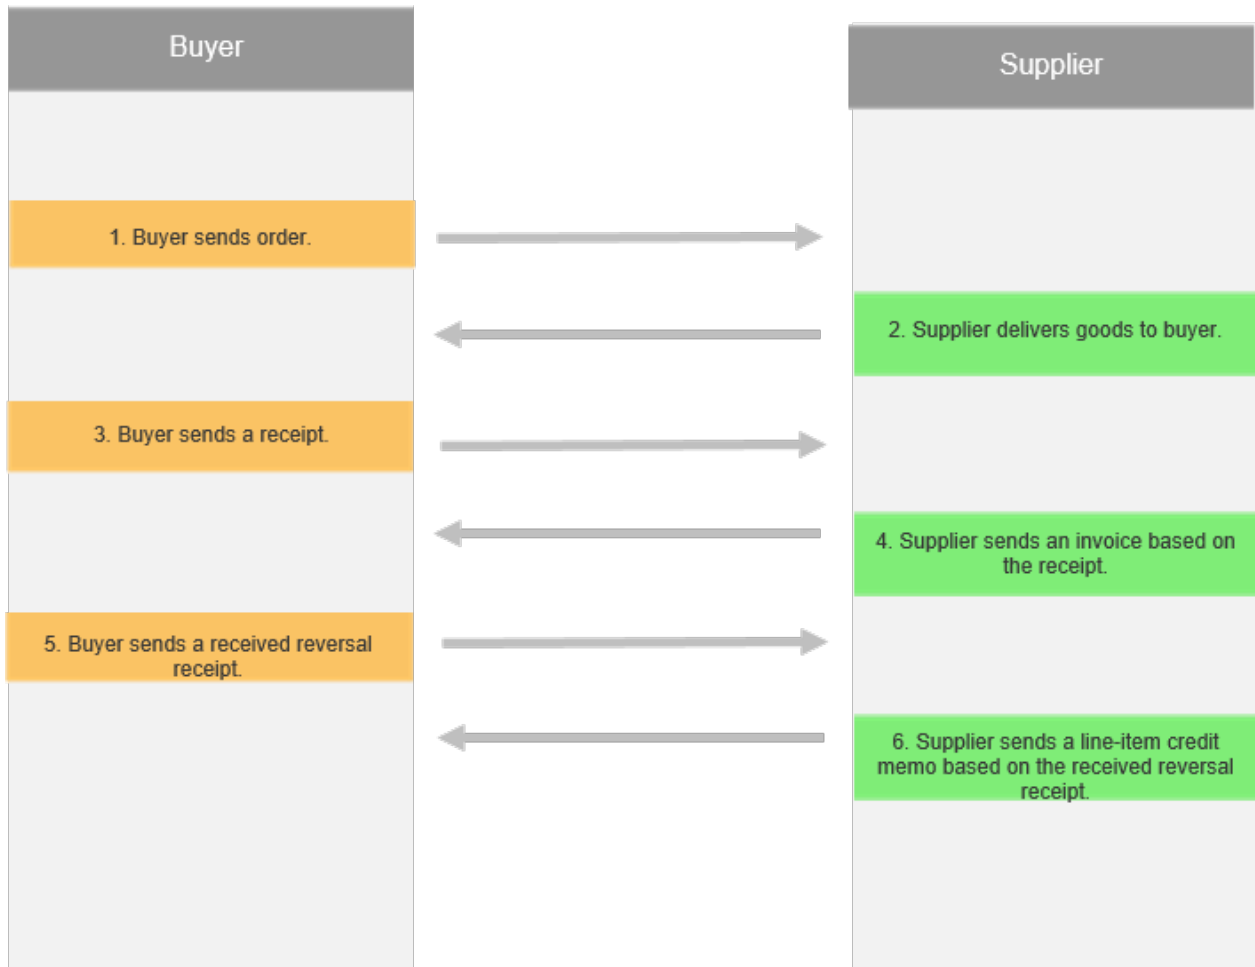 Buyer
Supplier
1. Buyer sends order.
2. Supplier delivers goods to buyer.
3. Buyer sends a receipt.
4. Supplier sends an invoice based on
the receipt.
5. Buyer sends a received reversal
receipt.
6. Supplier sends a line-item credit
memo based on the received reversal
receipt.